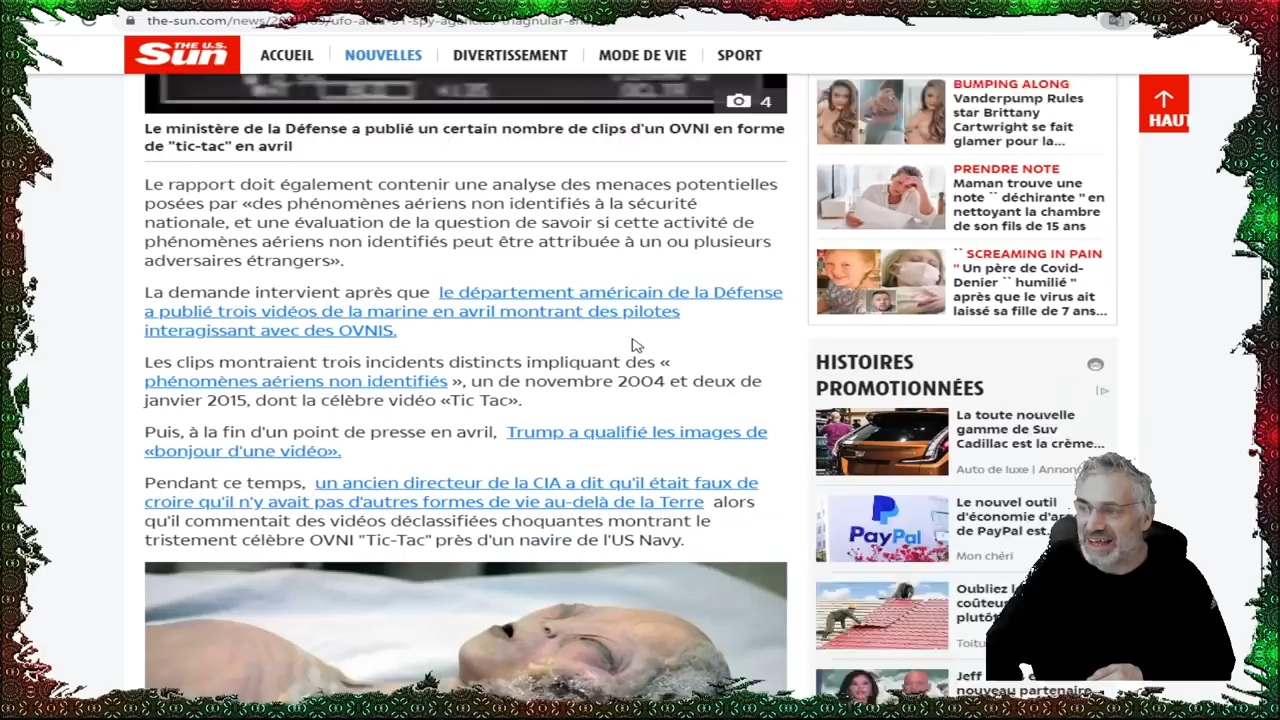 the-sun.com/news/
THE U.S.
Sun
ACCUEIL
NOUVELLES
DIVERTISSEMENT
MODE DE VIE
SPORT
4
Le ministère de la Défense a publié un certain nombre de clips d'un OVNI en forme
de "tic-tac" en avril
Le rapport doit également contenir une analyse des menaces potentielles
posées par «des phénomènes aériens non identifiés à la sécurité
nationale, et une évaluation de la question de savoir si cette activité de
phénomènes aériens non identifiés peut être attribuée à un ou plusieurs
adversaires étrangers».
La demande intervient après que le département américain de la Défense
a publié trois vidéos de la marine en avril montrant des pilotes
interagissant avec des OVNIS.
Les clips montraient trois incidents distincts impliquant des «
phénomènes aériens non identifiés », un de novembre 2004 et deux de
janvier 2015, dont la célèbre vidéo «Tic Tac».
Puis, à la fin d'un point de presse en avril, Trump a qualifié les images de
«bonjour d'une vidéo».
Pendant ce temps, un ancien directeur de la CIA a dit qu'il était faux de
croire qu'il n'y avait pas d'autres formes de vie au-delà de la Terre alors
qu'il commentait des vidéos déclassifiées choquantes montrant le
tristement célèbre OVNI "Tic-Tac" près d'un navire de l'US Navy.
BUMPING ALONG
Vanderpump Rules
star Brittany
Cartwright se fait
glamer pour la...
PRENDRE NOTE
Maman trouve une
note `` déchirante " en
nettoyant la chambre
de son fils de 15 ans
`` SCREAMING IN PAIN
" Un père de Covid-
Denier `` humilié "
après que le virus ait
laissé sa fille de 7 ans...
HAUT
HISTOIRES
PROMOTIONNÉES
La toute nouvelle
gamme de Suv
Cadillac est la crème...
Auto de luxe | Annon
Le nouvel outil
d'économie d'ar
de PayPal est
PayPal
Mon chéri
Oubliez l
coûteus
plutô
Toitu
Jeff
nouveau partenaire